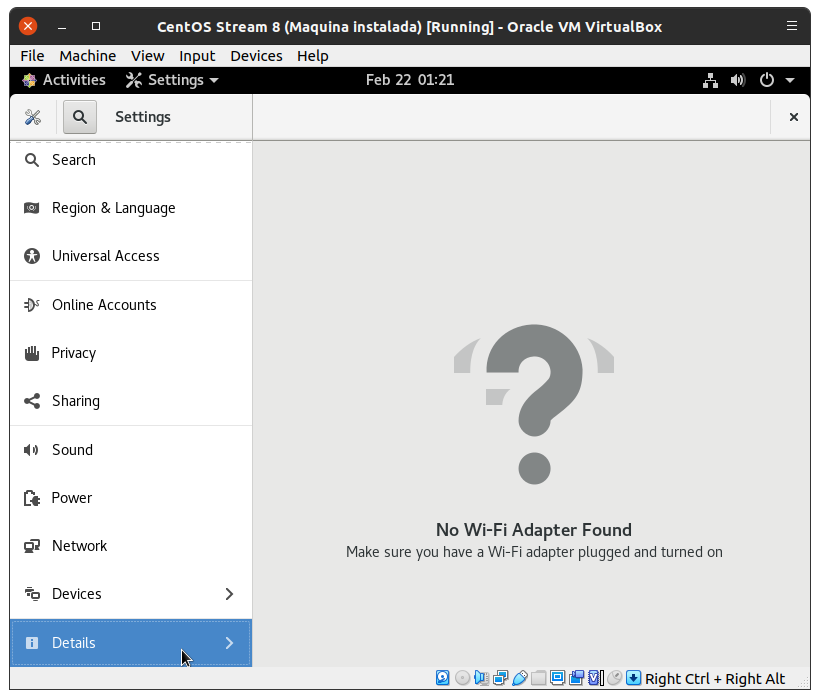 CentOS Stream 8 (Maquina instalada) [Running] - Oracle VM VirtualBox
File Machine View Input Devices Help
Activities Settings Feb 22 01:21
Settings
Search
Region & Language
Universal Access
Online Accounts
Privacy
Sharing
Sound
Power
Network
Devices
Details
No Wi-Fi Adapter Found
Make sure you have a Wi-Fi adapter plugged and turned on
Right Ctrl + Right Alt